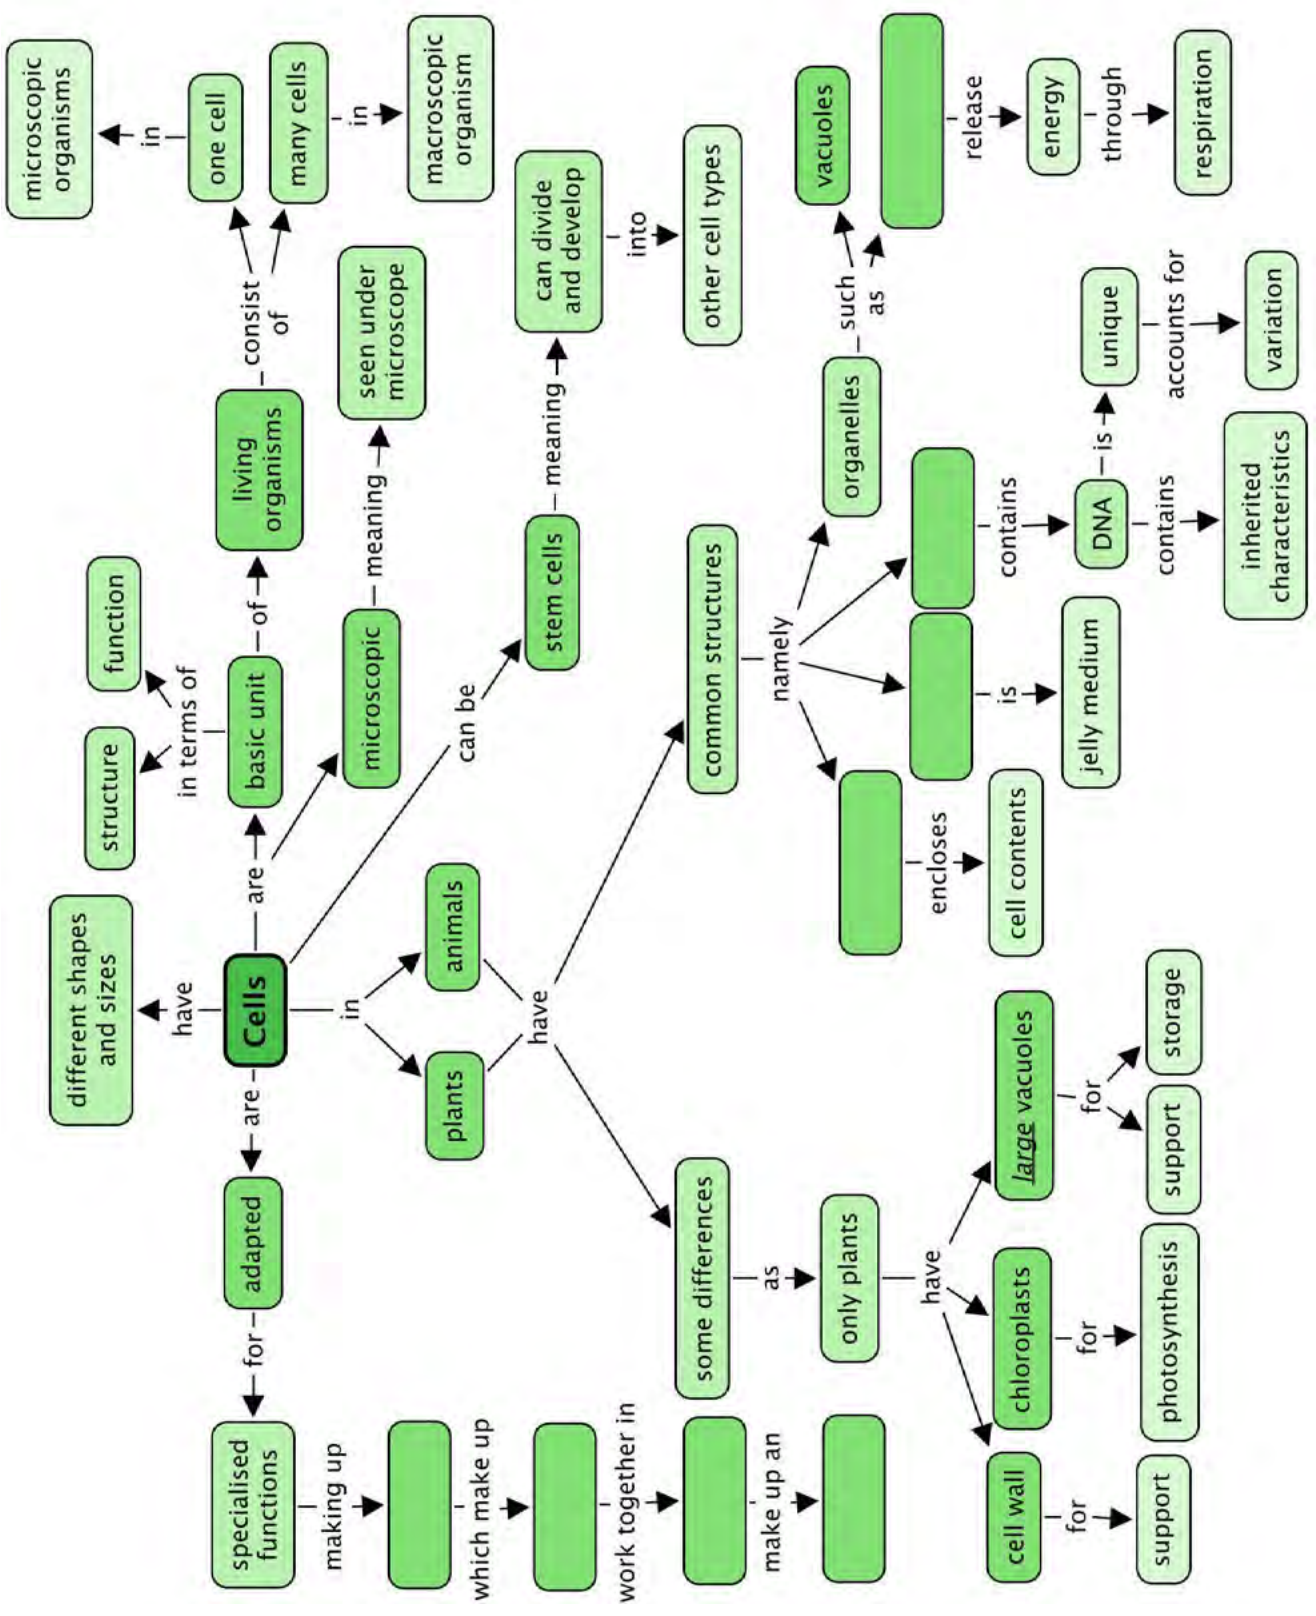 different shapes
and sizes
have
structure
function
in terms of
specialised
functions
for
adapted
are
Cells
are
basic unit
of
living
organisms
consist
of
one cell
in
microscopic
organisms
many cells
in
macroscopic
organism
microscopic
meaning
seen under
microscope
can be
stem cells
meaning
can divide
and develop
into
other cell types
in
plants
animals
have
making up
which make up
work together in
make up an
some differences
as
only plants
have
cell wall
for
support
chloroplasts
for
photosynthesis
large vacuoles
for
support
storage
common structures
namely
encloses
cell contents
is
jelly medium
contains
DNA
contains
inherited
characteristics
is
unique
accounts for
variation
organelles
such
as
vacuoles
release
energy
through
respiration